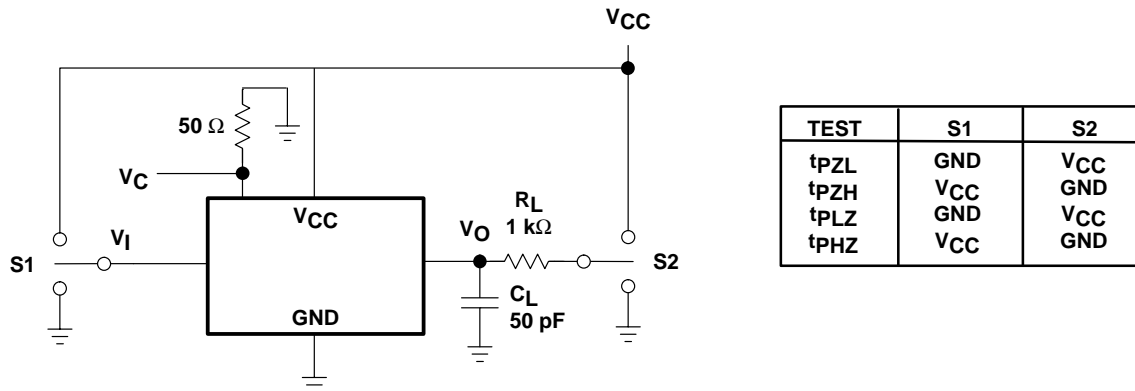 VCC
50 Ω
VC
VCC
RL
1 kΩ
VI
VO
S1
S2
CL
50 pF
GND
TEST S1 S2
tPZL GND VCC
tPZH VCC GND
tPLZ GND VCC
tPHZ VCC GND